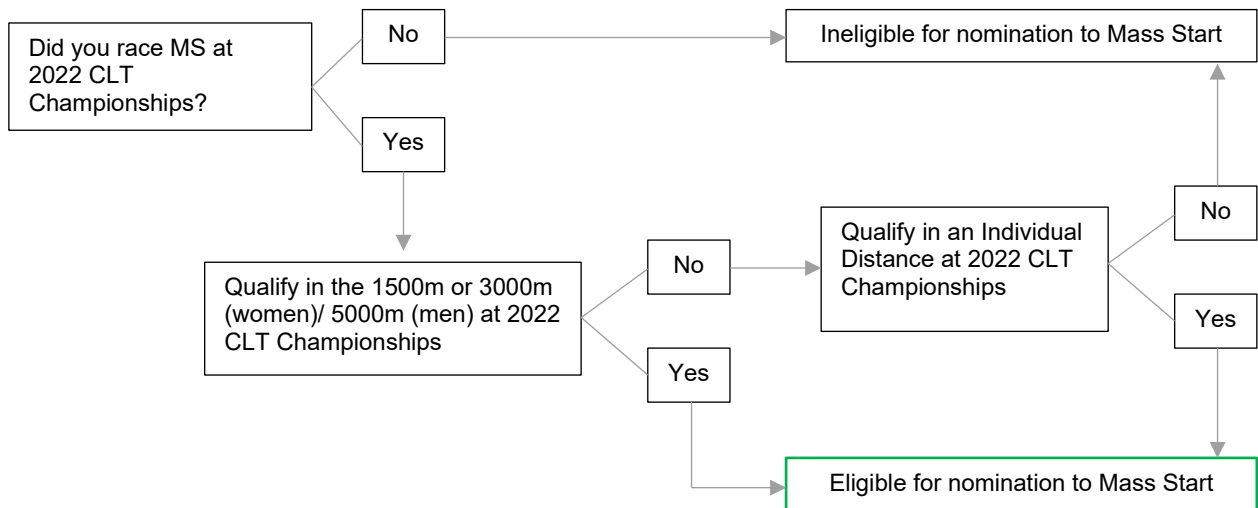 Did you race MS at
2022 CLT
Championships?
No
Yes
Ineligible for nomination to Mass Start
Qualify in the 1500m or 3000m
(women)/ 5000m (men) at 2022
CLT Championships
No
Yes
Qualify in an Individual
Distance at 2022 CLT
Championships
No
Yes
Eligible for nomination to Mass Start